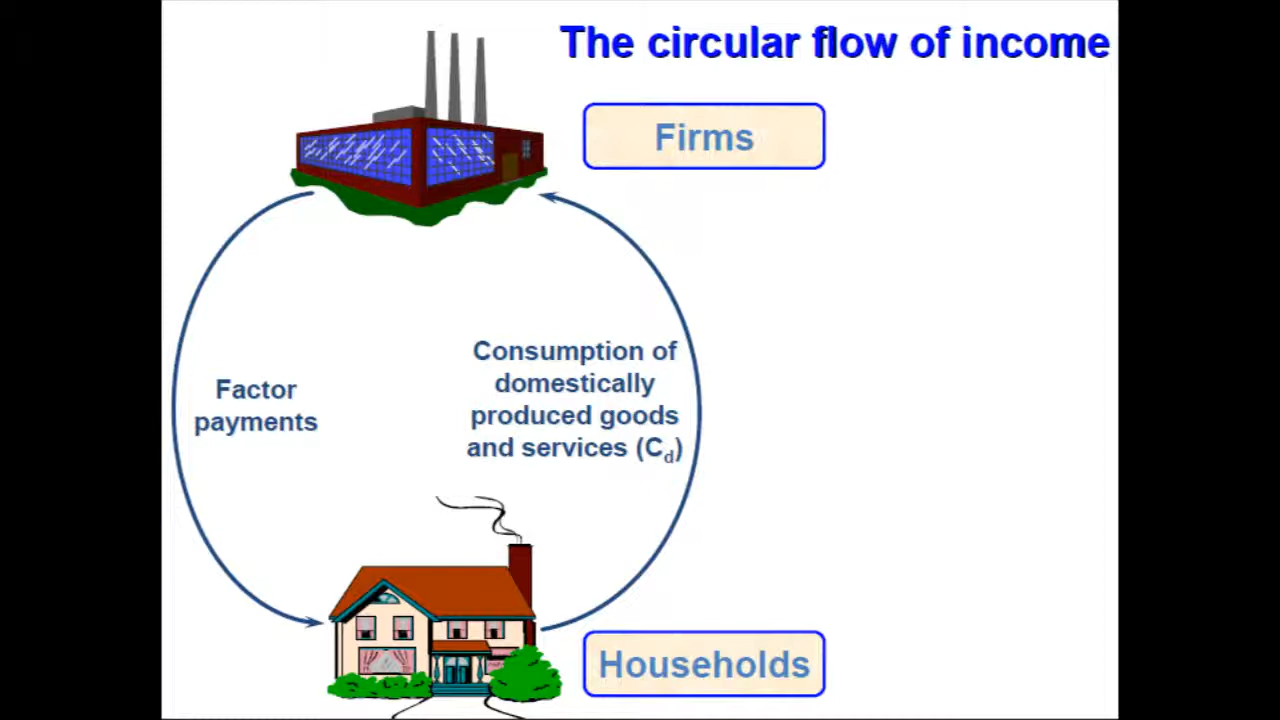 The circular flow of income
Firms
Consumption of
domestically
produced goods
and services (Cd)
Factor
payments
Households